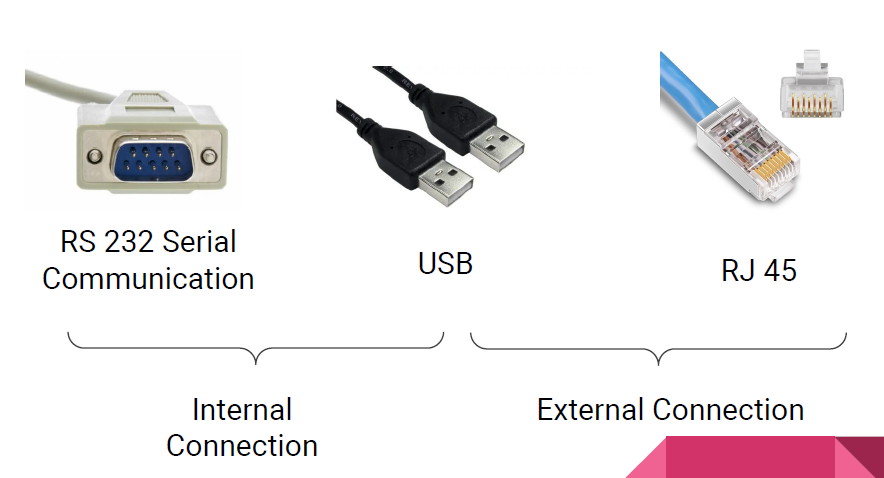 RS 232 Serial
Communication
USB
RJ 45
Internal
Connection
External Connection